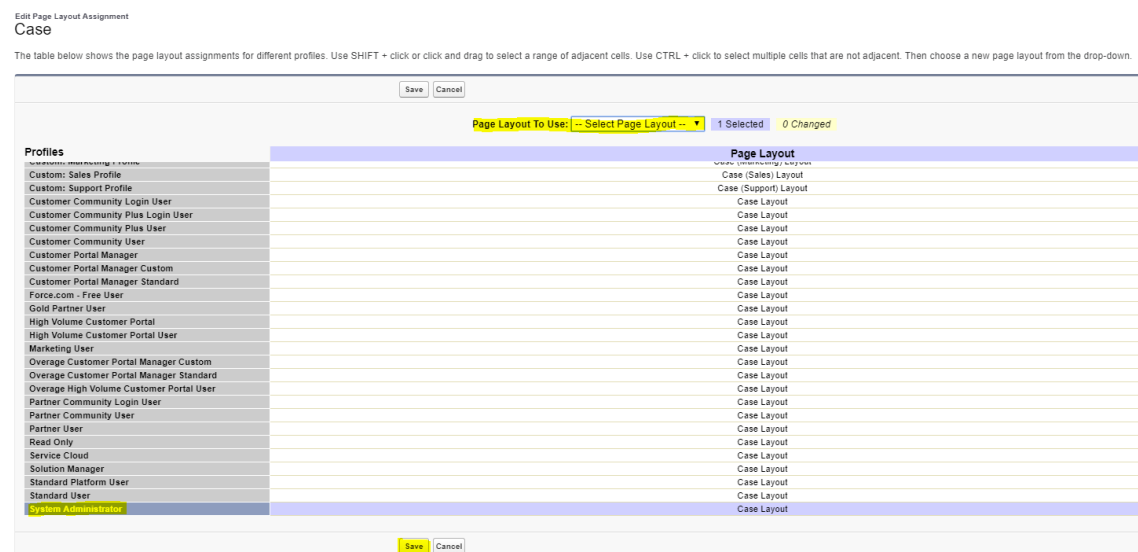 Edit Page Layout Assignment
Case
The table below shows the page layout assignments for different profiles. Use SHIFT + click or click and drag to select a range of adjacent cells. Use CTRL + click to select multiple cells that are not adjacent. Then choose a new page layout from the drop-down.
Save Cancel
Page Layout To Use: -- Select Page Layout -- 1 Selected 0 Changed
Profiles Page Layout
Custom: Marketing Profile Case (Marketing) Layout
Custom: Sales Profile Case (Sales) Layout
Custom: Support Profile Case (Support) Layout
Customer Community Login User Case Layout
Customer Community Plus Login User Case Layout
Customer Community Plus User Case Layout
Customer Community User Case Layout
Customer Portal Manager Case Layout
Customer Portal Manager Custom Case Layout
Customer Portal Manager Standard Case Layout
Force.com - Free User Case Layout
Gold Partner User Case Layout
High Volume Customer Portal Case Layout
High Volume Customer Portal User Case Layout
Marketing User Case Layout
Overage Customer Portal Manager Custom Case Layout
Overage Customer Portal Manager Standard Case Layout
Overage High Volume Customer Portal User Case Layout
Partner Community Login User Case Layout
Partner Community User Case Layout
Partner User Case Layout
Read Only Case Layout
Service Cloud Case Layout
Solution Manager Case Layout
Standard Platform User Case Layout
Standard User Case Layout
System Administrator Case Layout
Save Cancel